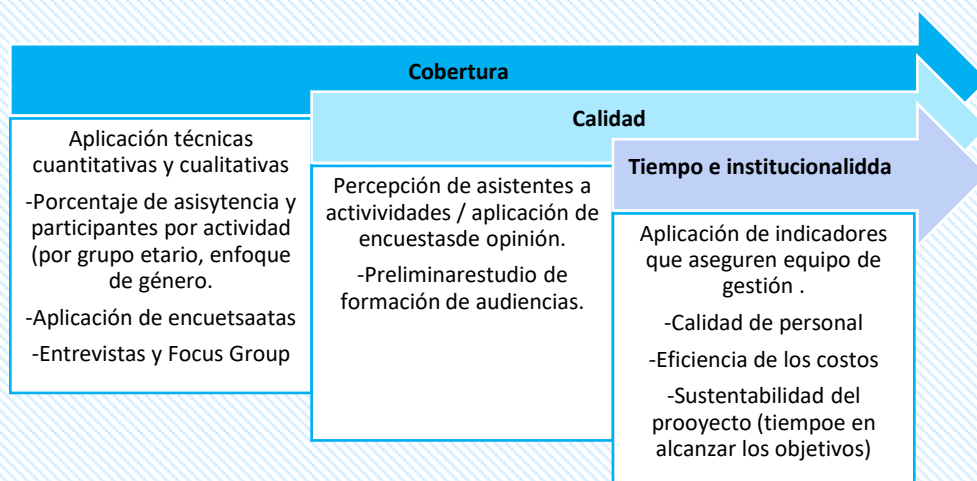 Cobertura
Aplicación técnicas
cuantitativas y cualitativas
-Porcentaje de asisytencia y
participantes por actividad
(por grupo etario, enfoque
de género.
-Aplicación de encuetsaatas
-Entrevistas y Focus Group
Calidad
Percepción de asistentes a
activividades / aplicación de
encuestasde opinión.
-Preliminarestudio de
formación de audiencias.
Tiempo e institucionalidda
Aplicación de indicadores
que aseguren equipo de
gestión .
-Calidad de personal
-Eficiencia de los costos
-Sustentabilidad del
prooyecto (tiempoe en
alcanzar los objetivos)